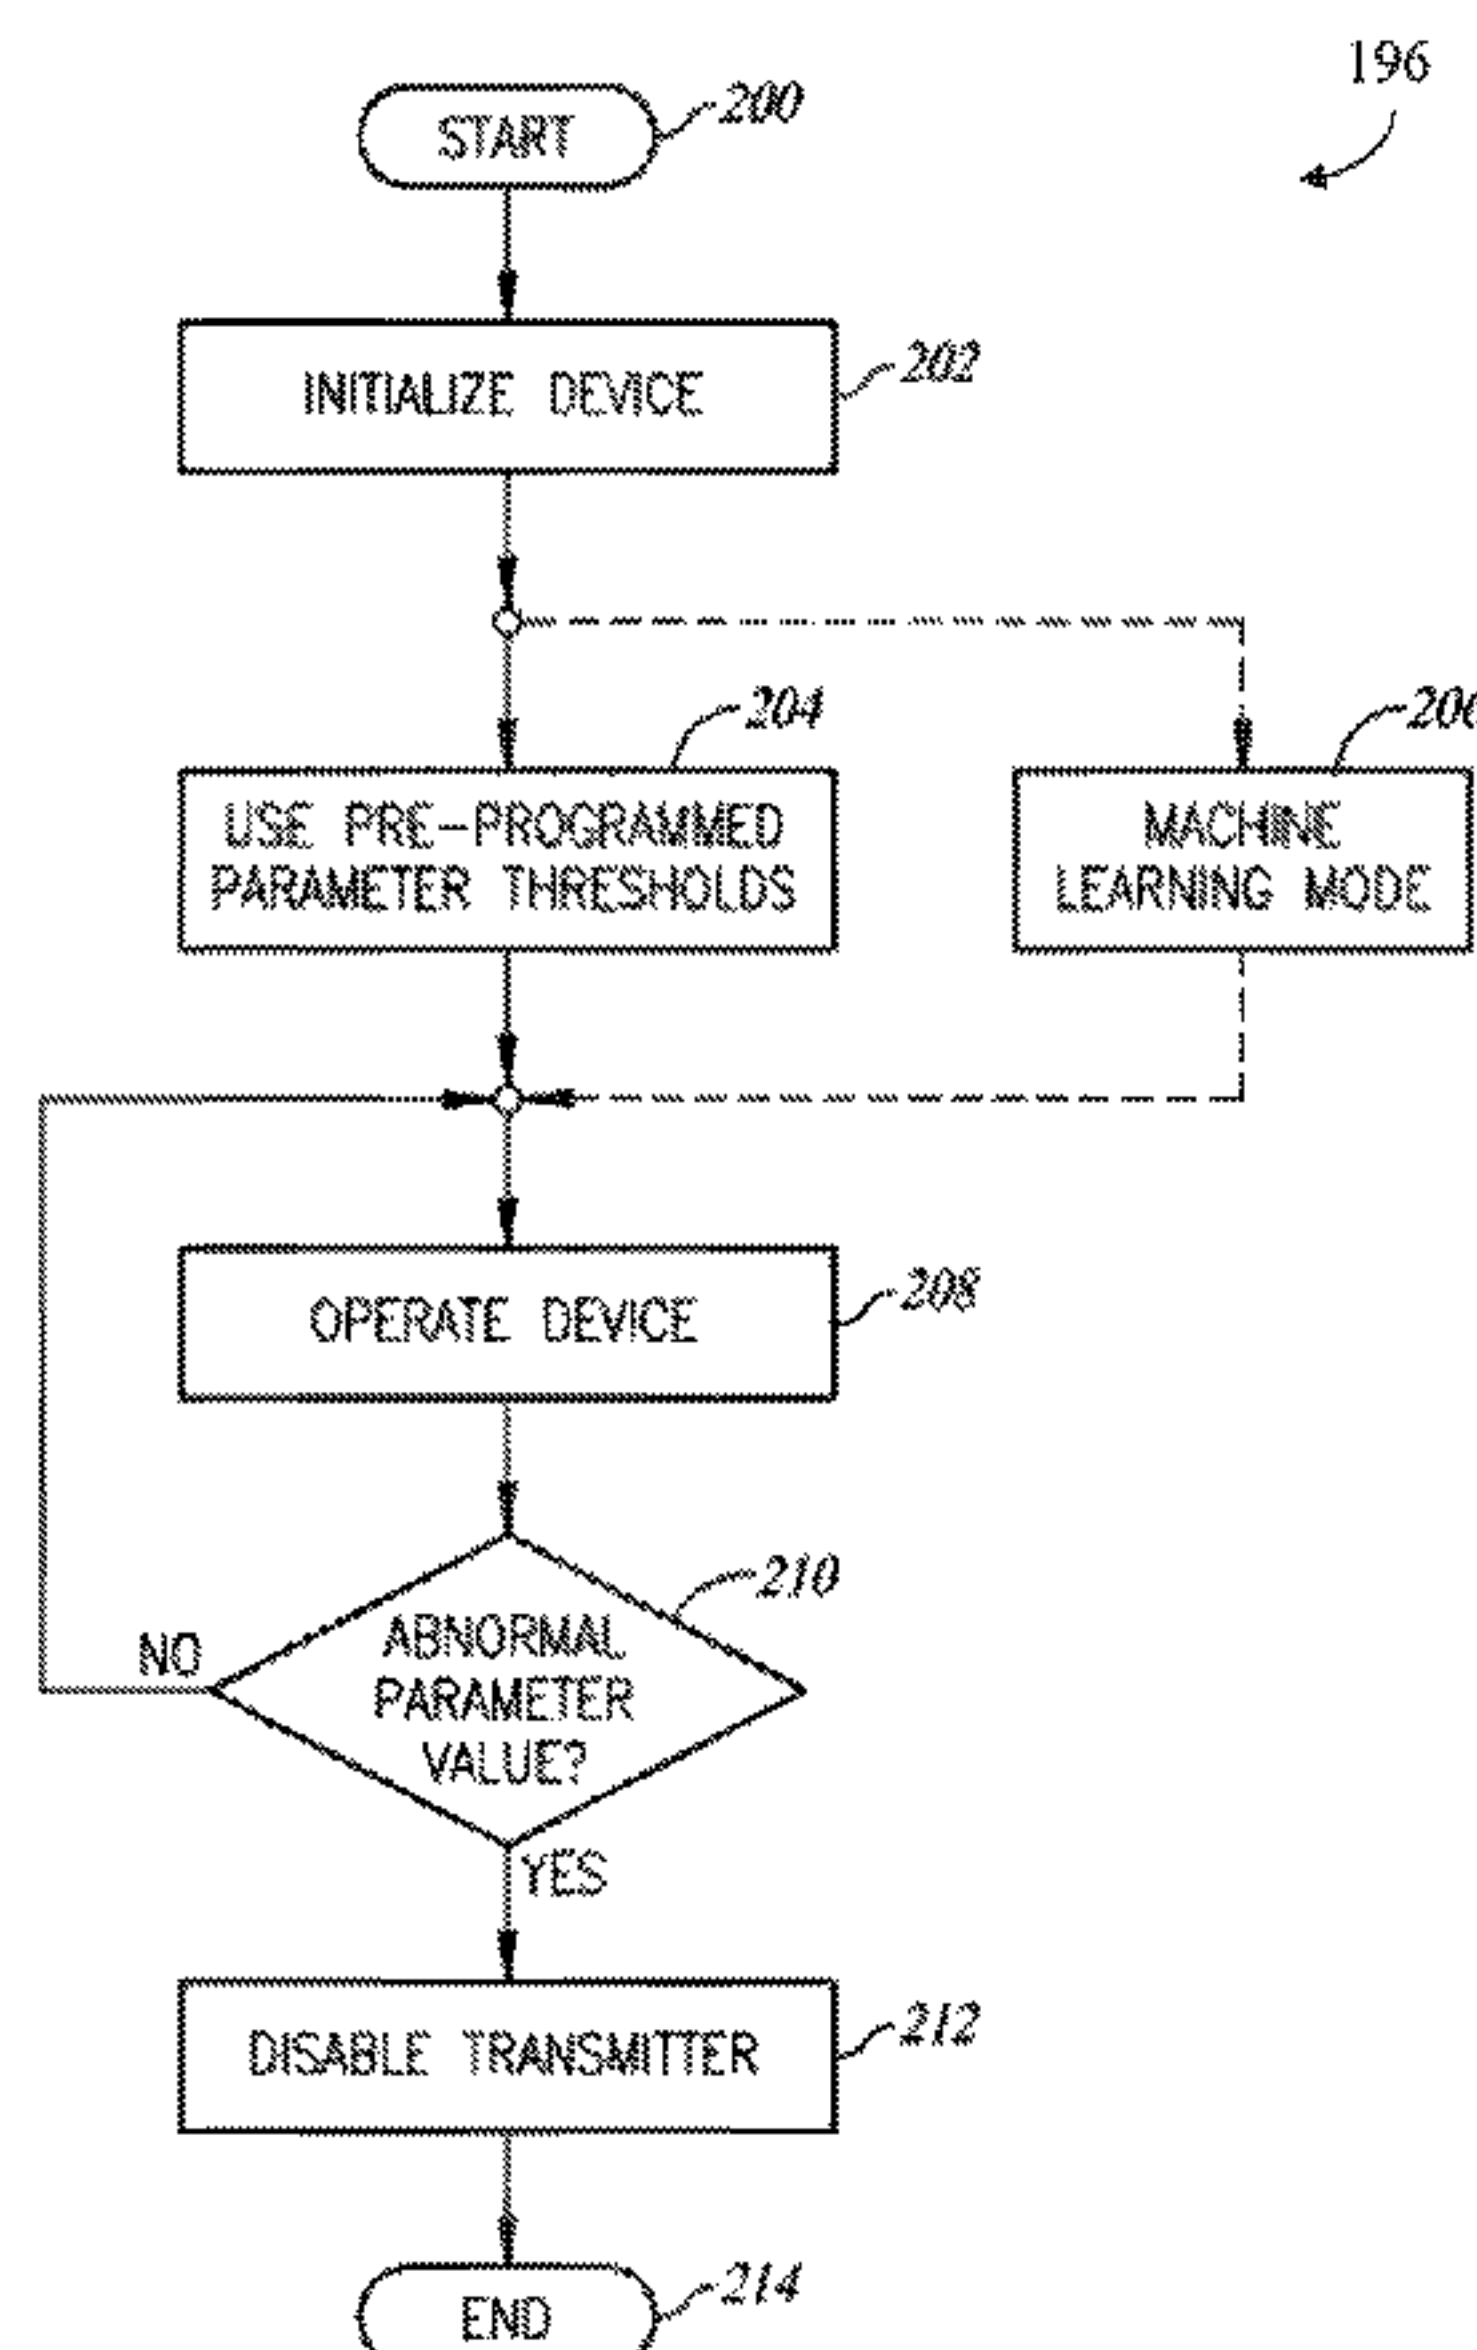 196
START
200
INITIALIZE DEVICE
202
204
USE PRE-PROGRAMMED
PARAMETER THRESHOLDS
206
MACHINE
LEARNING MODE
OPERATE DEVICE
208
210
ABNORMAL
PARAMETER
VALUE?
NO
YES
DISABLE TRANSMITTER
212
END
214